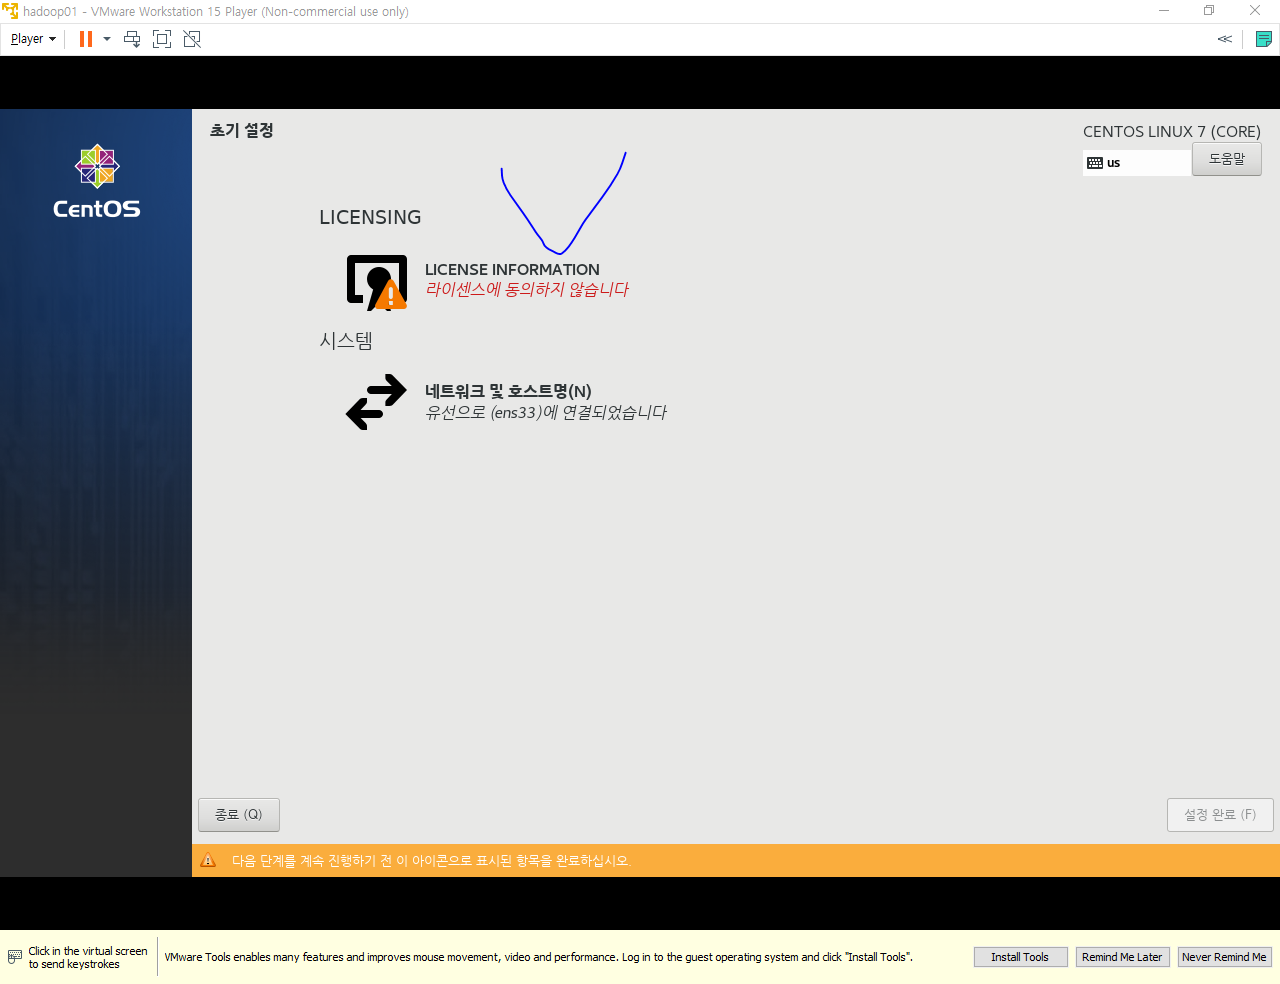 hadoop01 - VMware Workstation 15 Player (Non-commercial use only)
Player
초기 설정
CENTOS LINUX 7 (CORE)
us
도움말
CentOS
LICENSING
LICENSE INFORMATION
라이센스에 동의하지 않습니다
시스템
네트워크 및 호스트명(N)
유선으로 (ens33)에 연결되었습니다
종료 (Q)
설정 완료 (F)
다음 단계를 계속 진행하기 전 이 아이콘으로 표시된 항목을 완료하십시오.
Click in the virtual screen
to send keystrokes
VMware Tools enables many features and improves mouse movement, video and performance. Log in to the guest operating system and click "Install Tools".
Install Tools
Remind Me Later
Never Remind Me